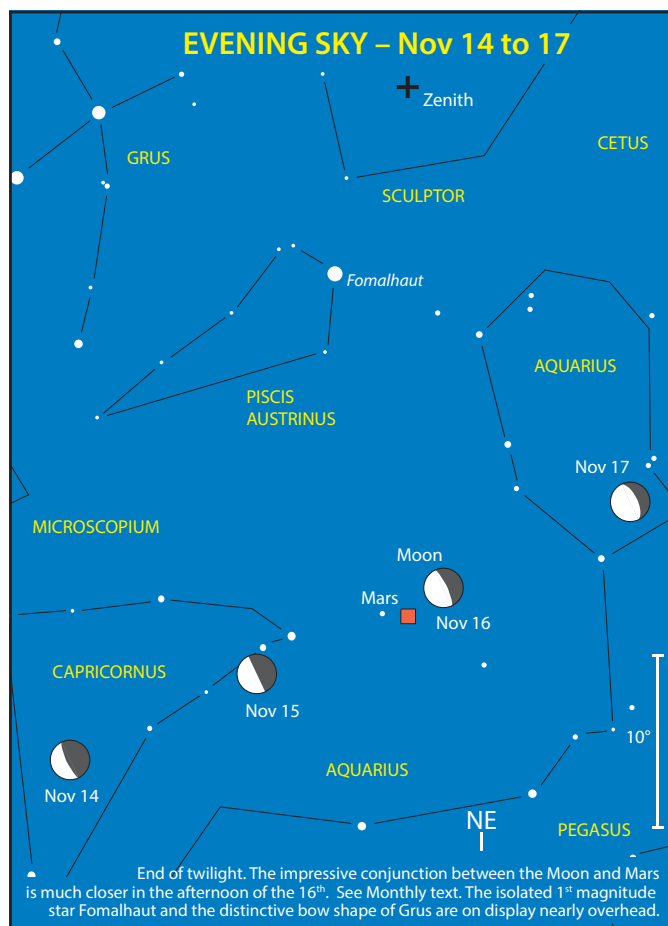 EVENING SKY – Nov 14 to 17
Zenith
CETUS
GRUS
SCULPTOR
Fomalhaut
AQUARIUS
PISCIS
AUSTRINUS
Nov 17
MICROSCOPIUM
Moon
Mars
Nov 16
CAPRICORNUS
Nov 15
10°
AQUARIUS
Nov 14
NE
PEGASUS
End of twilight. The impressive conjunction between the Moon and Mars
is much closer in the afternoon of the 16th. See Monthly text. The isolated 1st magnitude
star Fomalhaut and the distinctive bow shape of Grus are on display nearly overhead.